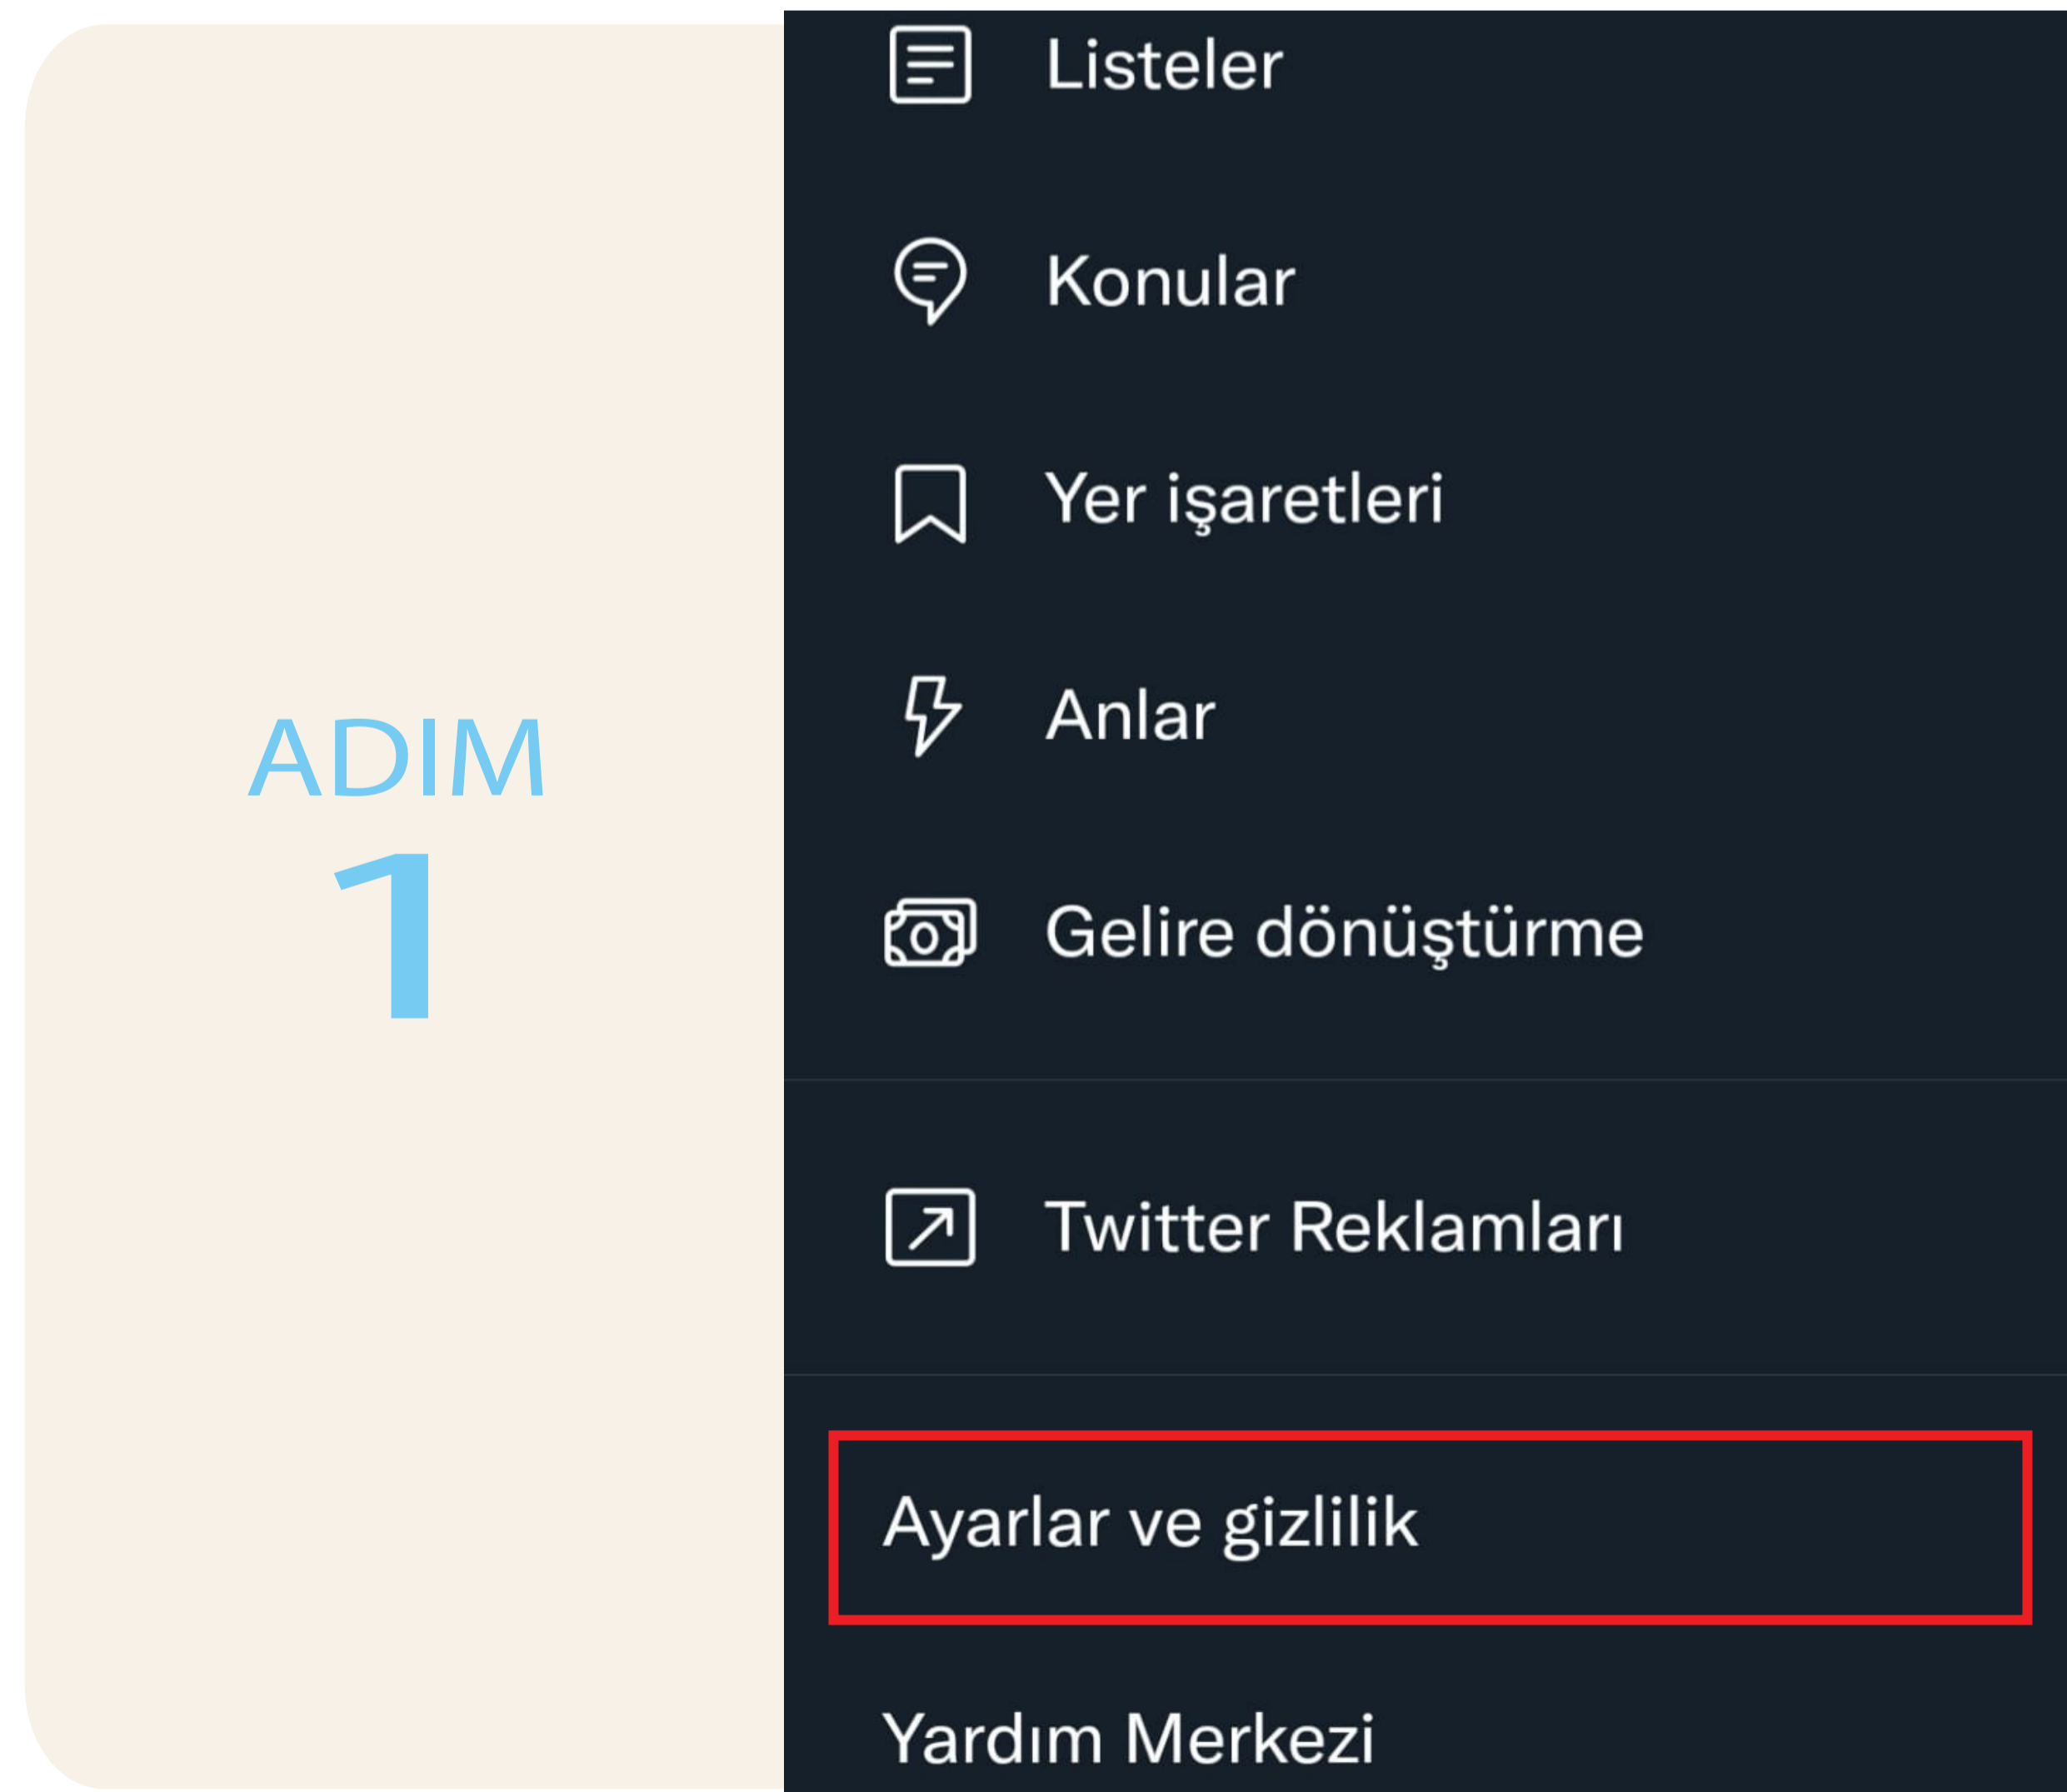 ADIM
1
Listeler
Konular
Yer işaretleri
Anlar
Gelire dönüştürme
Twitter Reklamları
Ayarlar ve gizlilik
Yardım Merkezi